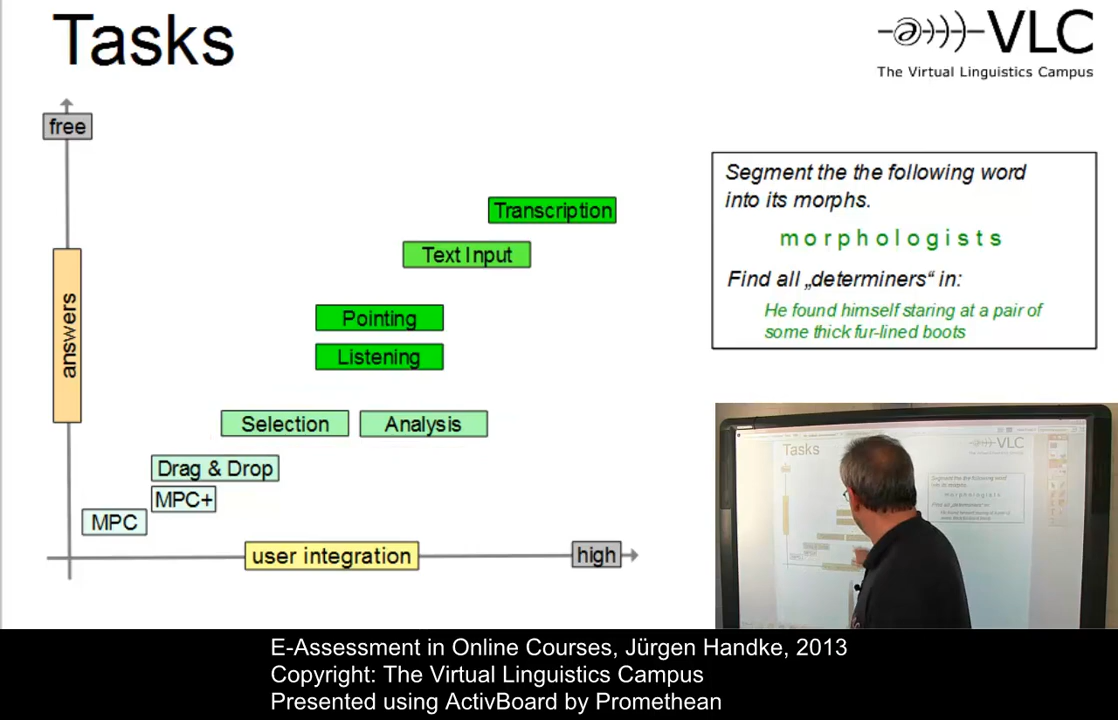 Tasks
VLC
The Virtual Linguistics Campus
free
answers
Transcription
Text Input
Pointing
Listening
Selection
Analysis
Drag & Drop
MPC+
MPC
user integration
high
Segment the the following word
into its morphs.
morphologists
Find all „determiners“ in:
He found himself staring at a pair of
some thick fur-lined boots
Tasks
VLC
E-Assessment in Online Courses, Jürgen Handke, 2013
Copyright: The Virtual Linguistics Campus
Presented using ActivBoard by Promethean